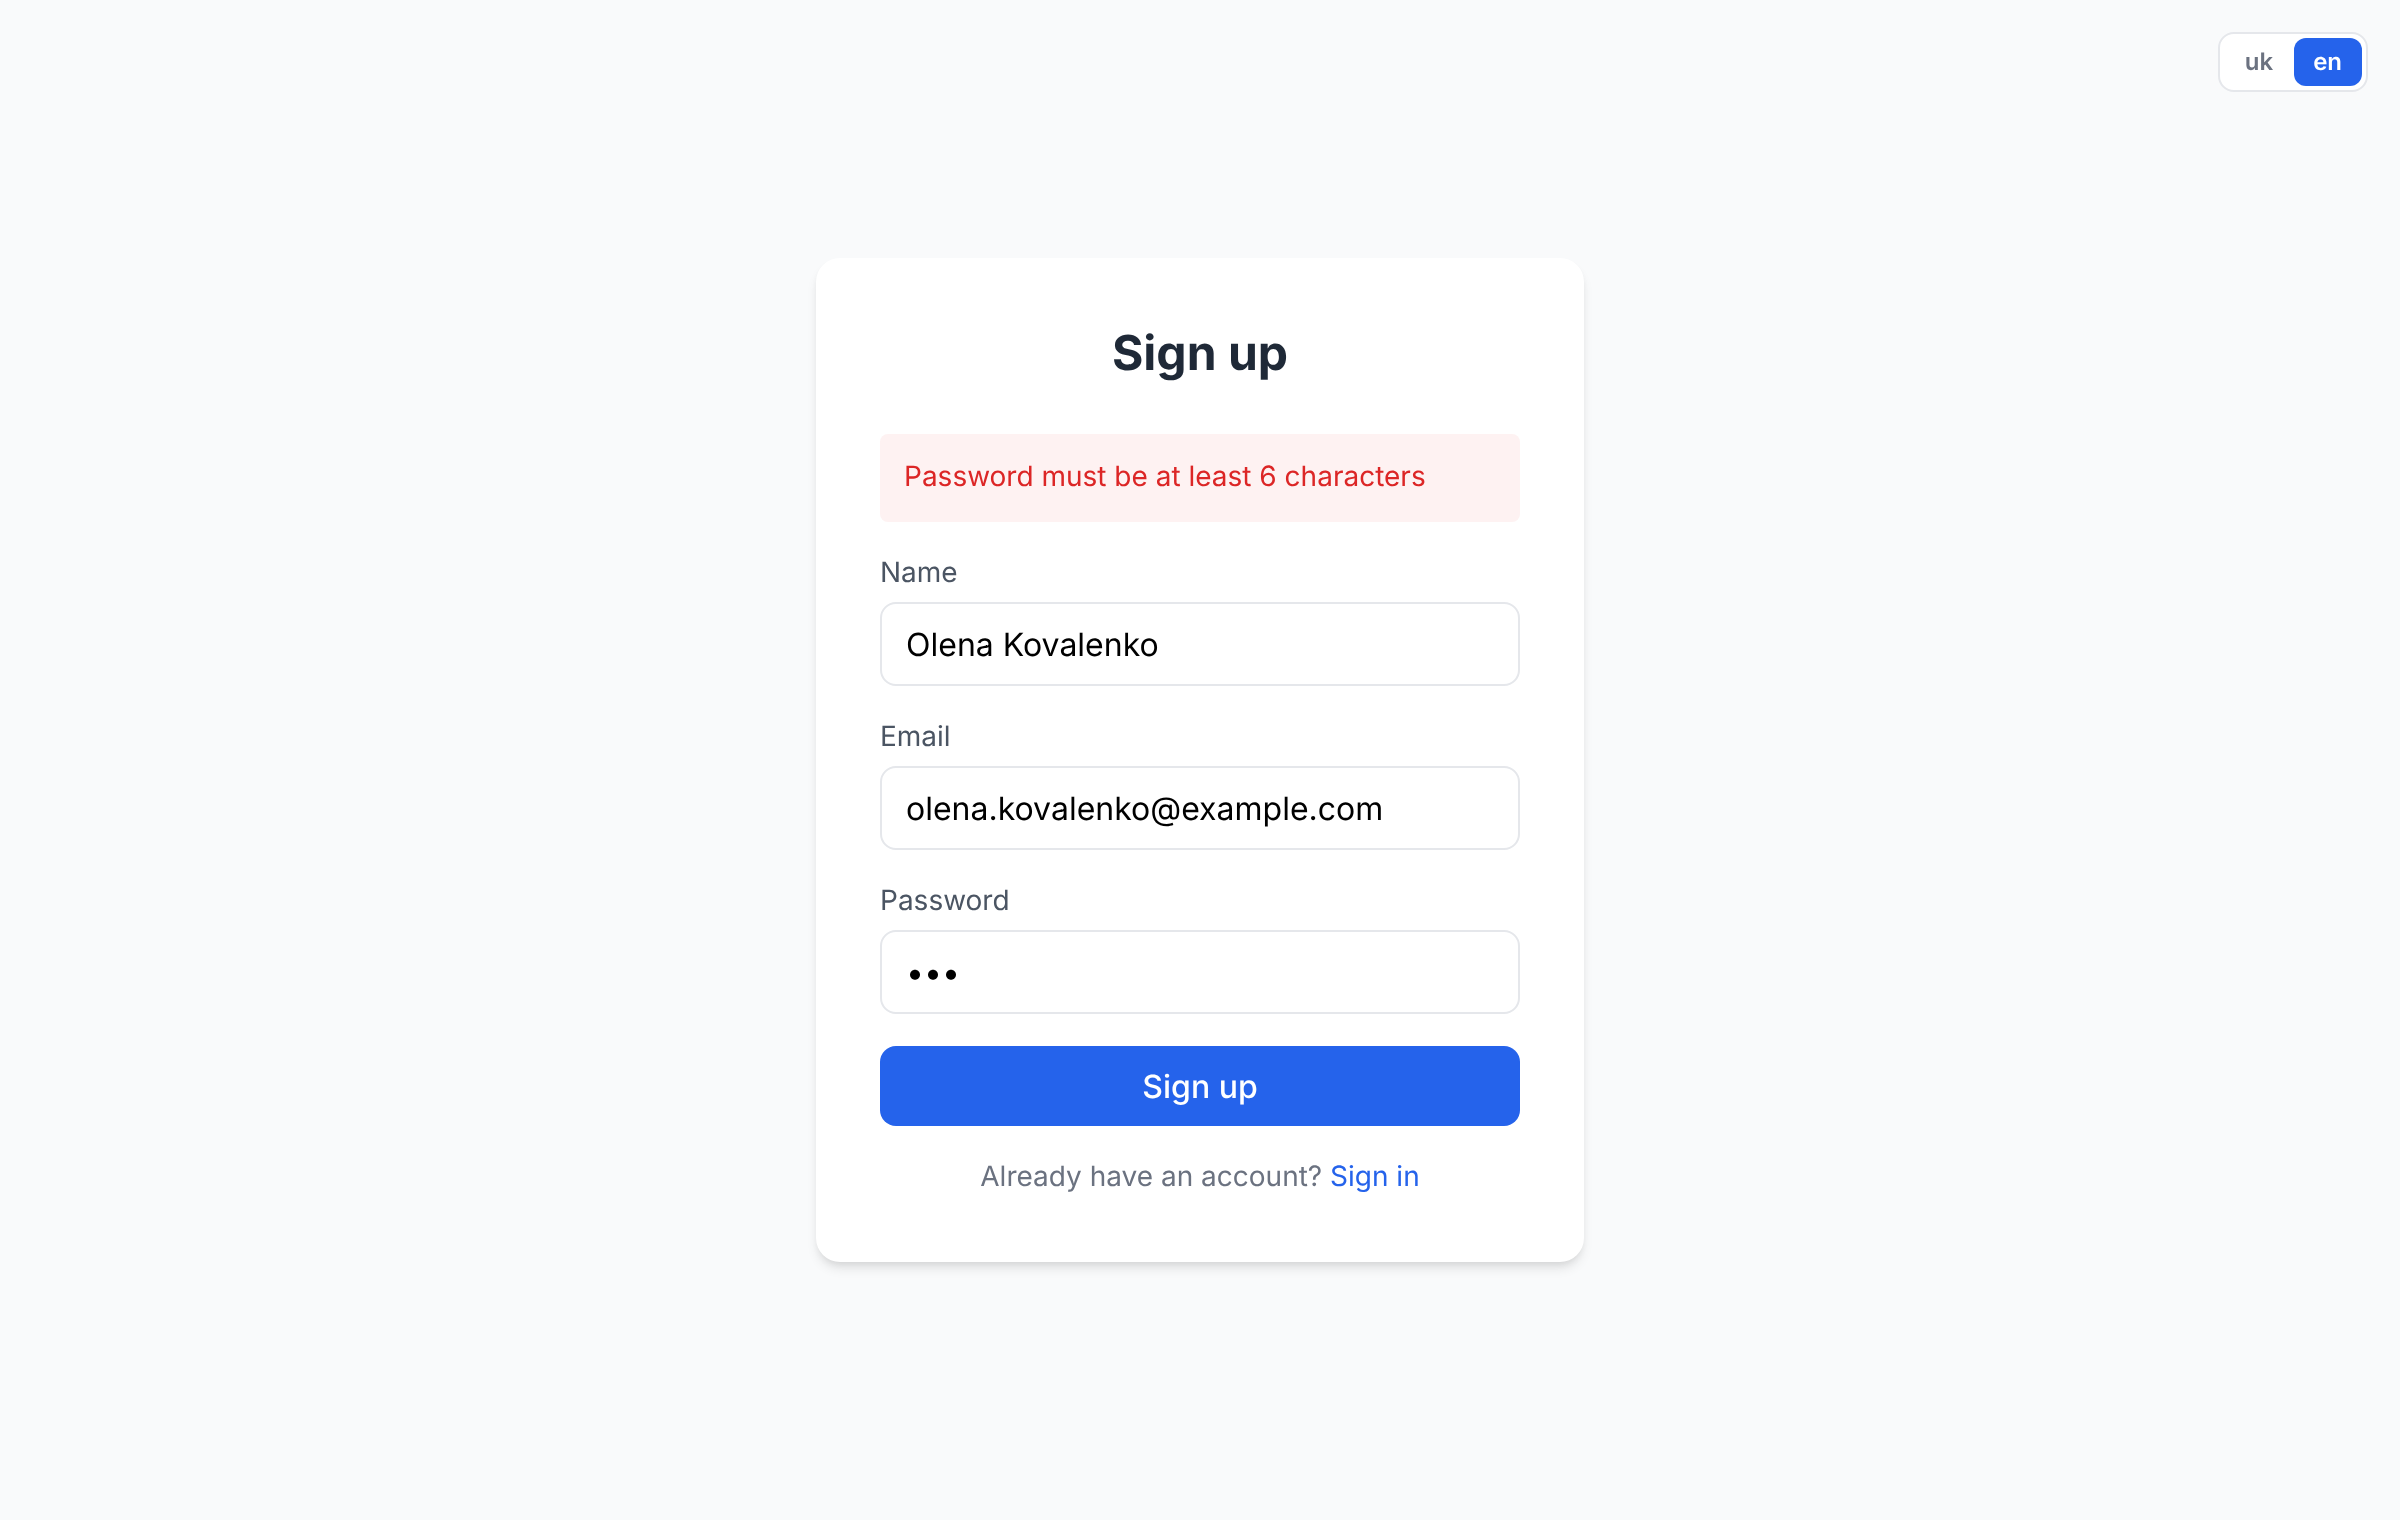 uk en
Sign up
Password must be at least 6 characters
Name
Olena Kovalenko
Email
olena.kovalenko@example.com
Password
•••
Sign up
Already have an account? Sign in